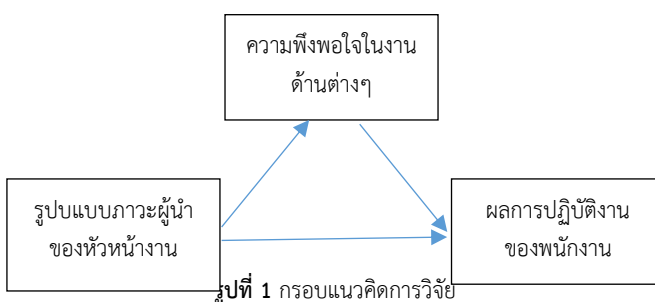 ความพึงพอใจในงาน
ด้านต่างๆ
รูปบแบบภาวะผู้นำ
ของหัวหน้างาน
ผลการปฏิบัติงาน
ของพนักงาน
รูปที่ 1 กรอบแนวคิดการวิจัย